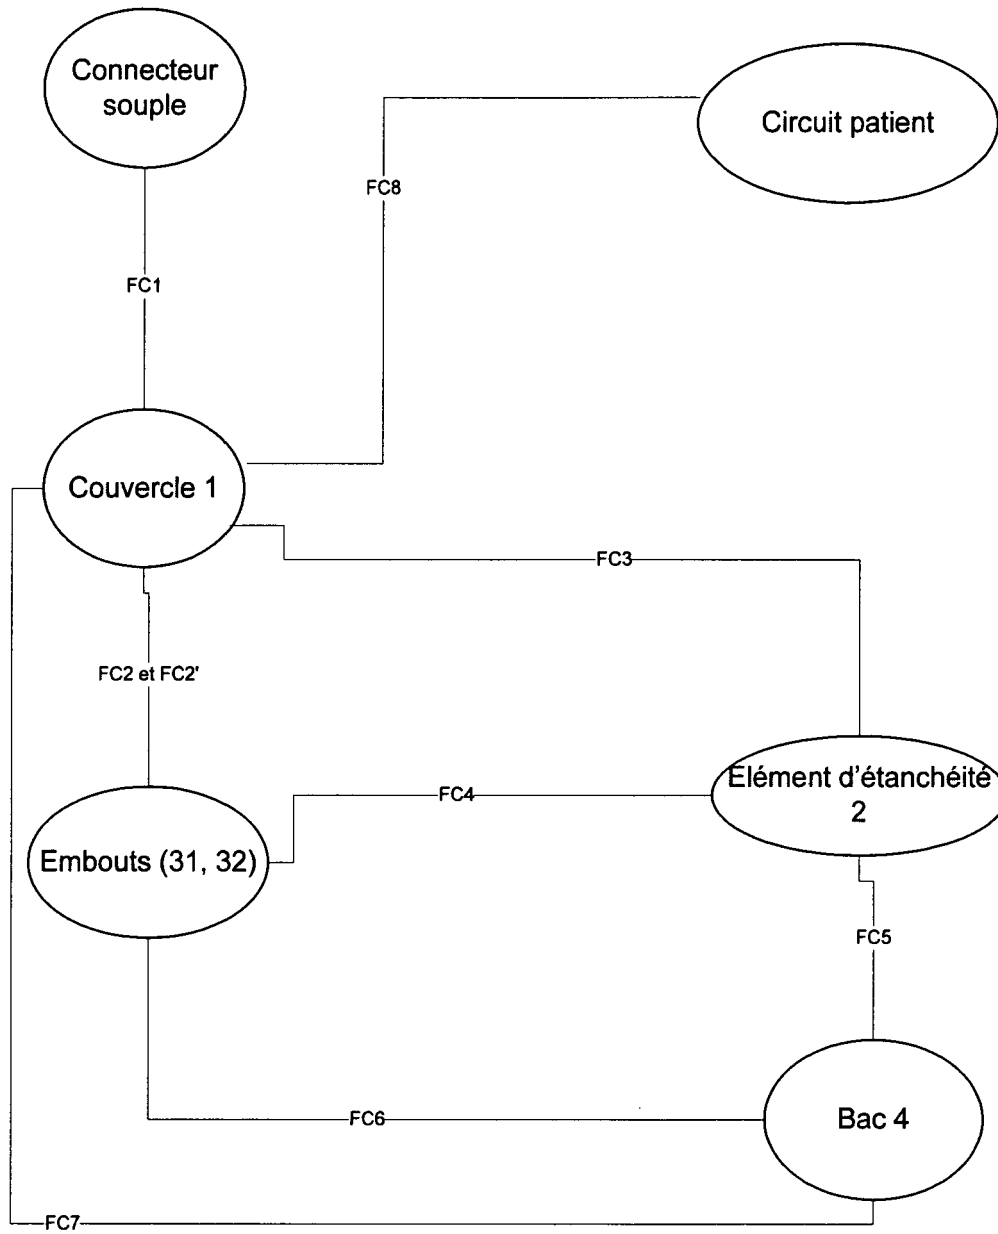 Connecteur
souple
Circuit patient
FC8
FC1
Couvercle 1
FC3
FC2 et FC2'
Elément d'étanchéité
2
FC4
Embouts (31, 32)
FC5
Bac 4
FC6
FC7